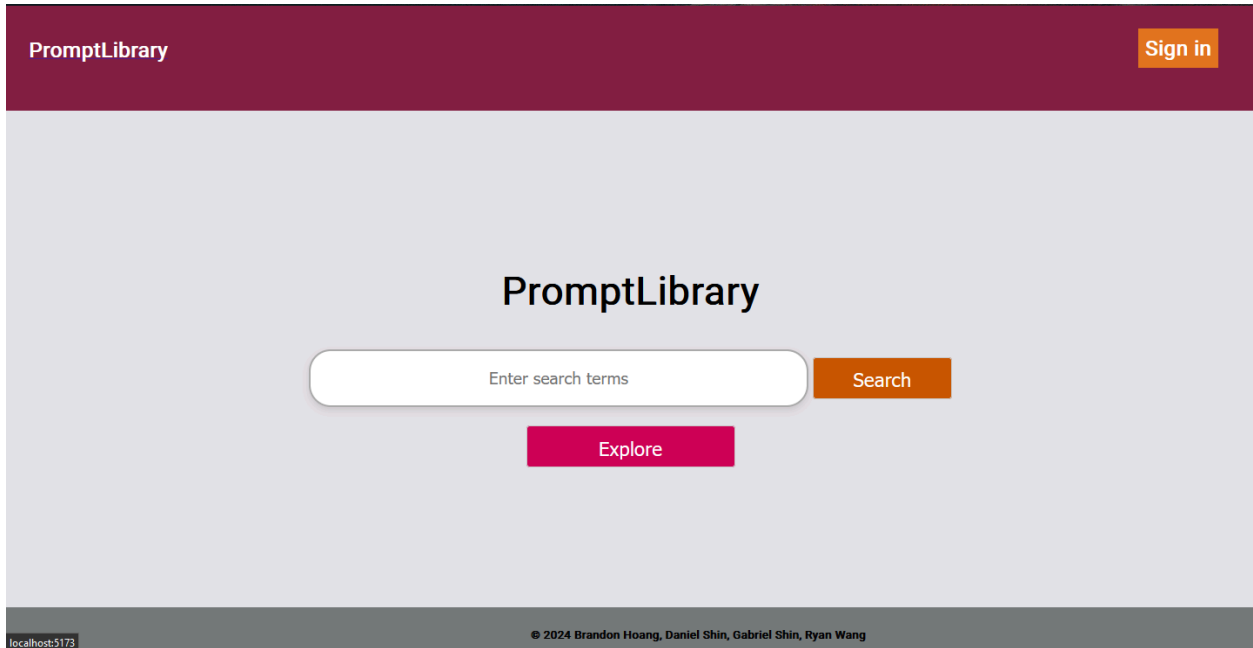 PromptLibrary
Sign in
PromptLibrary
Enter search terms
Search
Explore
© 2024 Brandon Hoang, Daniel Shin, Gabriel Shin, Ryan Wang
localhost:5173